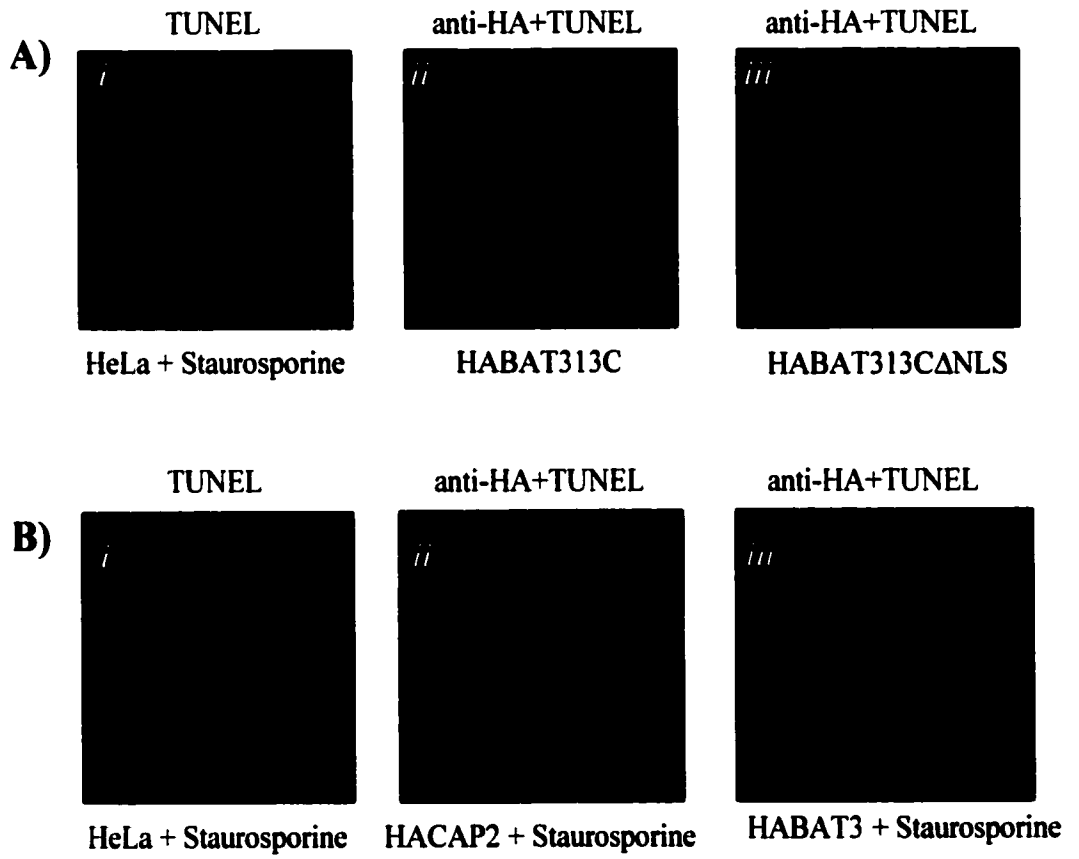 TUNEL anti-HA+TUNEL anti-HA+TUNEL
A)
i ii iii
HeLa + Staurosporine HABAT313C HABAT313CΔNLS
TUNEL anti-HA+TUNEL anti-HA+TUNEL
B)
i ii iii
HeLa + Staurosporine HACAP2 + Staurosporine HABAT3 + Staurosporine